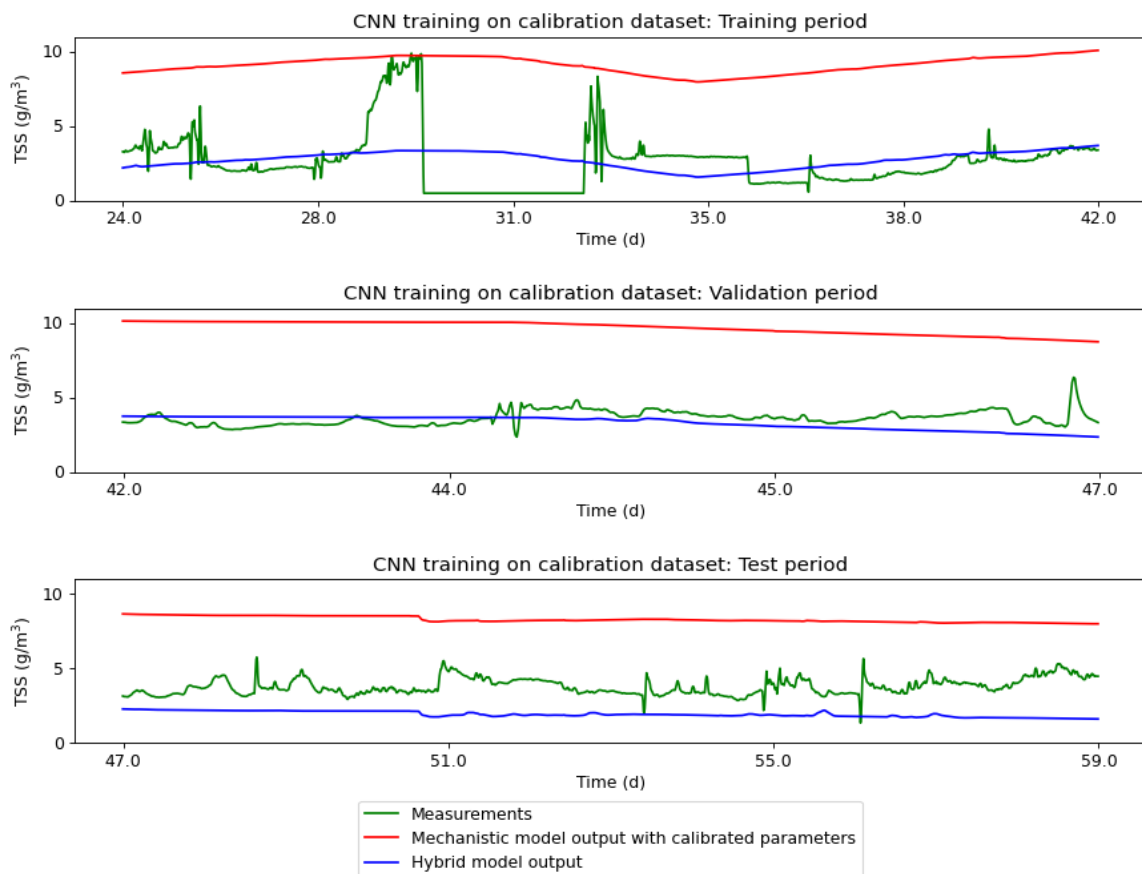 CNN training on calibration dataset: Training period
TSS (g/m³)
10
5
0
24.0 28.0 31.0 35.0 38.0 42.0
Time (d)
CNN training on calibration dataset: Validation period
TSS (g/m³)
10
5
0
42.0 44.0 45.0 47.0
Time (d)
CNN training on calibration dataset: Test period
TSS (g/m³)
10
5
0
47.0 51.0 55.0 59.0
Time (d)
Measurements
Mechanistic model output with calibrated parameters
Hybrid model output